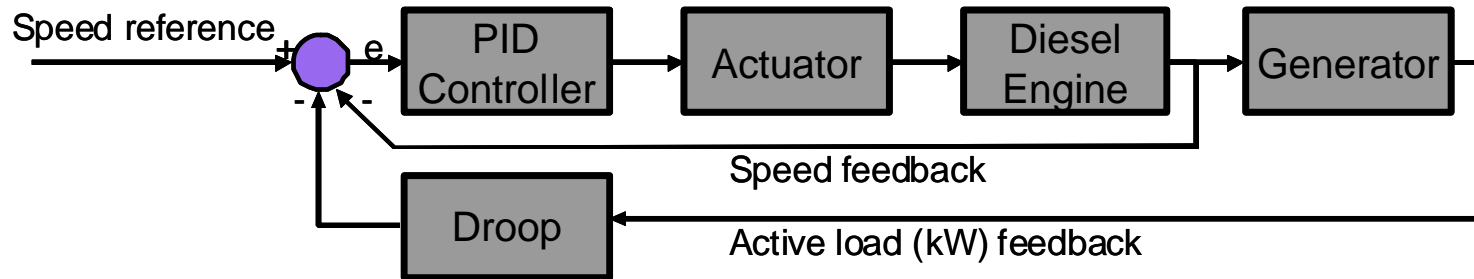 Speed reference
+
e
-
-
PID
Controller
Actuator
Diesel
Engine
Generator
Speed feedback
Droop
Active load (kW) feedback